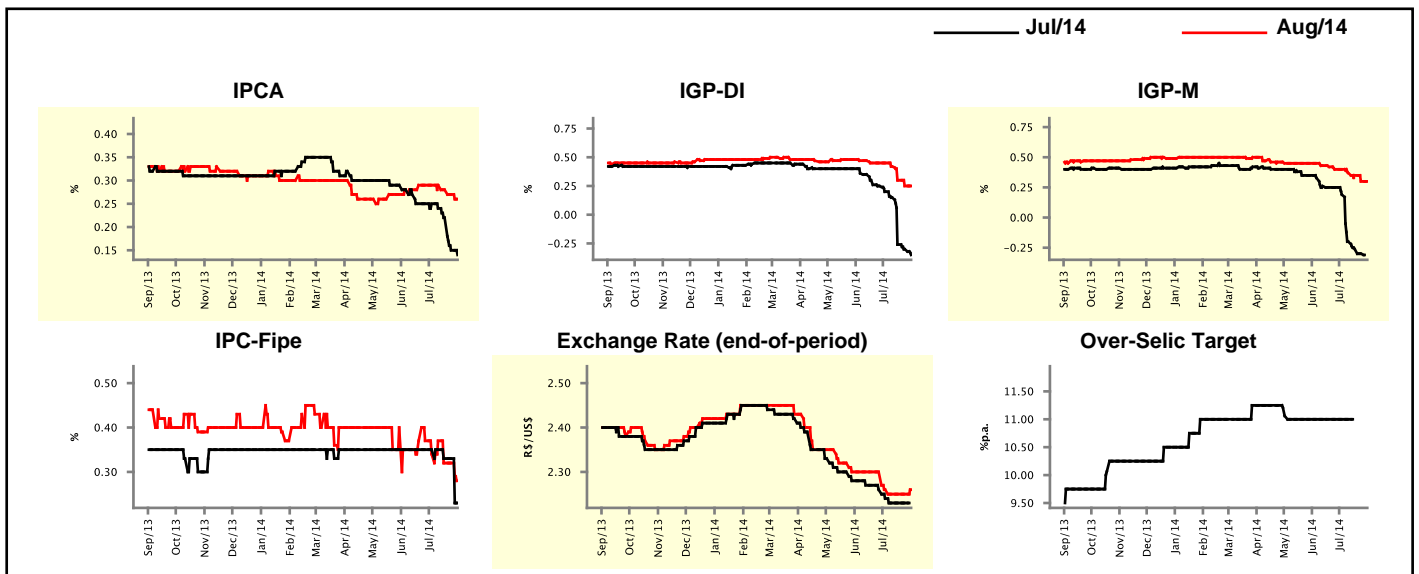 Jul/14 Aug/14
IPCA
%
0.40
0.35
0.30
0.25
0.20
0.15
Sep/13
Oct/13
Nov/13
Dec/13
Jan/14
Feb/14
Mar/14
Apr/14
May/14
Jun/14
Jul/14
IGP-DI
%
0.75
0.50
0.25
0.00
−0.25
Sep/13
Oct/13
Nov/13
Dec/13
Jan/14
Feb/14
Mar/14
Apr/14
May/14
Jun/14
Jul/14
IGP-M
%
0.75
0.50
0.25
0.00
−0.25
Sep/13
Oct/13
Nov/13
Dec/13
Jan/14
Feb/14
Mar/14
Apr/14
May/14
Jun/14
Jul/14
IPC-Fipe
%
0.50
0.40
0.30
Sep/13
Oct/13
Nov/13
Dec/13
Jan/14
Feb/14
Mar/14
Apr/14
May/14
Jun/14
Jul/14
Exchange Rate (end-of-period)
R$/US$
2.50
2.40
2.30
Sep/13
Oct/13
Nov/13
Dec/13
Jan/14
Feb/14
Mar/14
Apr/14
May/14
Jun/14
Jul/14
Over-Selic Target
%p.a.
11.50
11.00
10.50
10.00
9.50
Sep/13
Oct/13
Nov/13
Dec/13
Jan/14
Feb/14
Mar/14
Apr/14
May/14
Jun/14
Jul/14